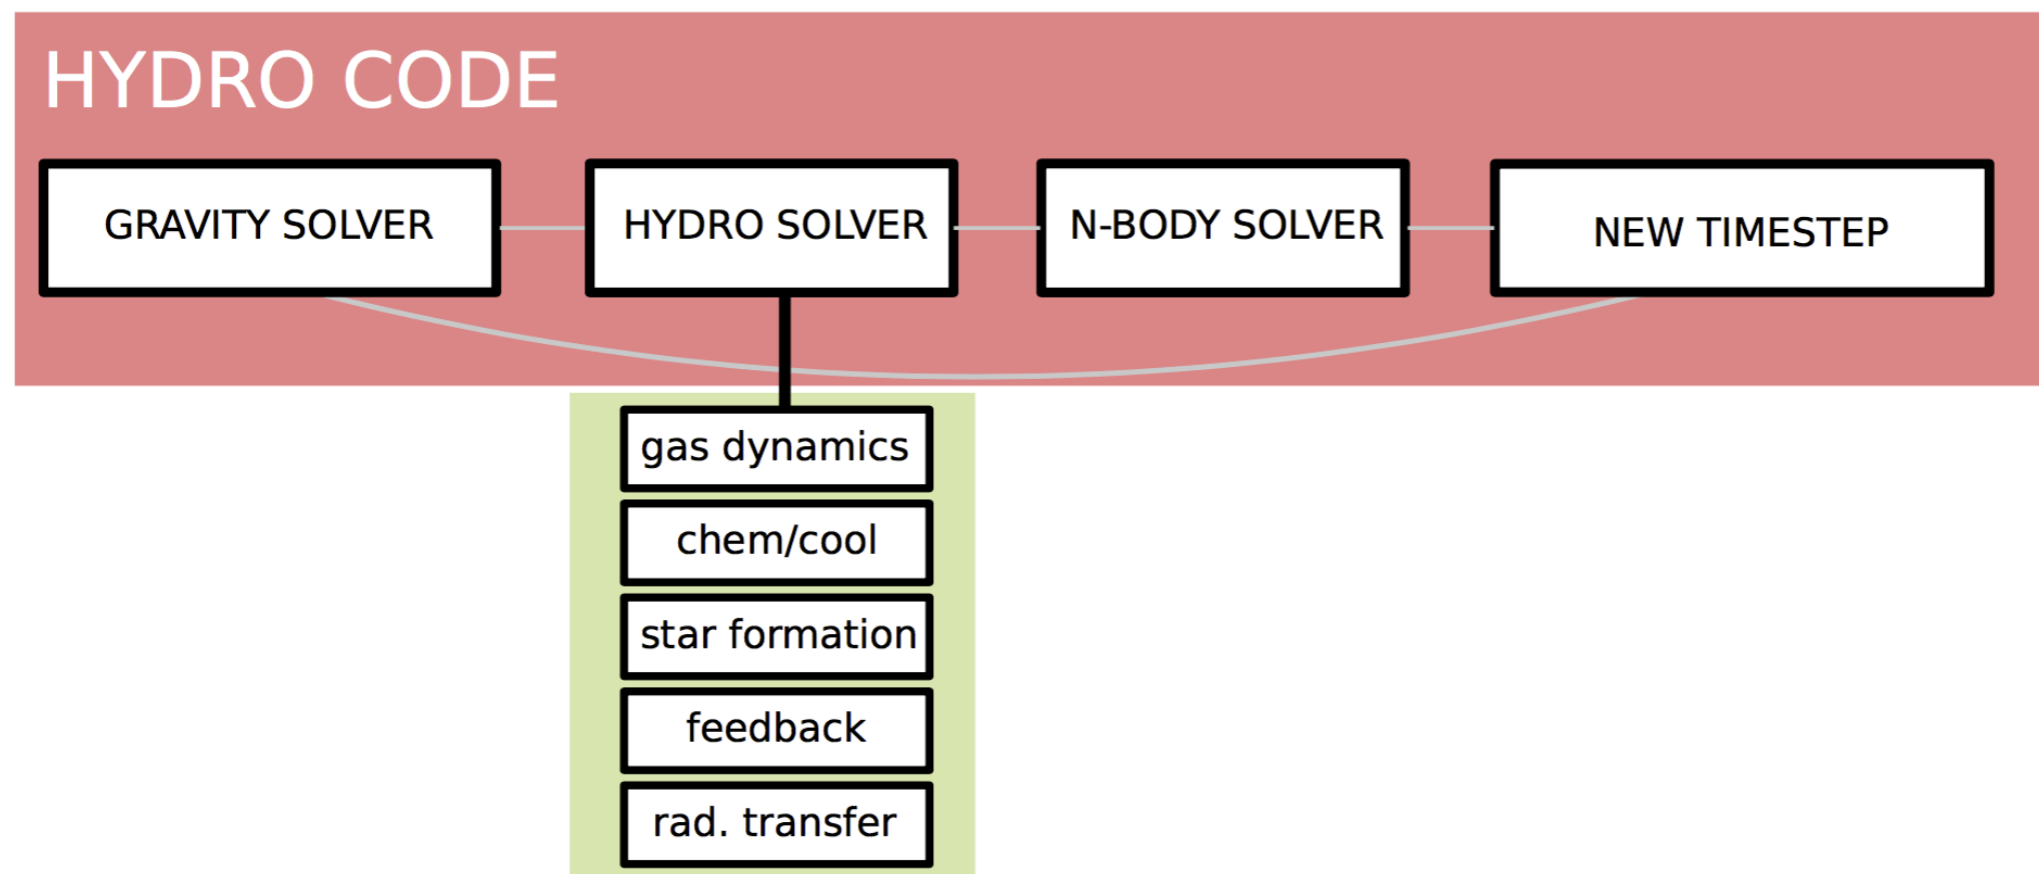 HYDRO CODE
GRAVITY SOLVER
HYDRO SOLVER
N-BODY SOLVER
NEW TIMESTEP
gas dynamics
chem/cool
star formation
feedback
rad. transfer